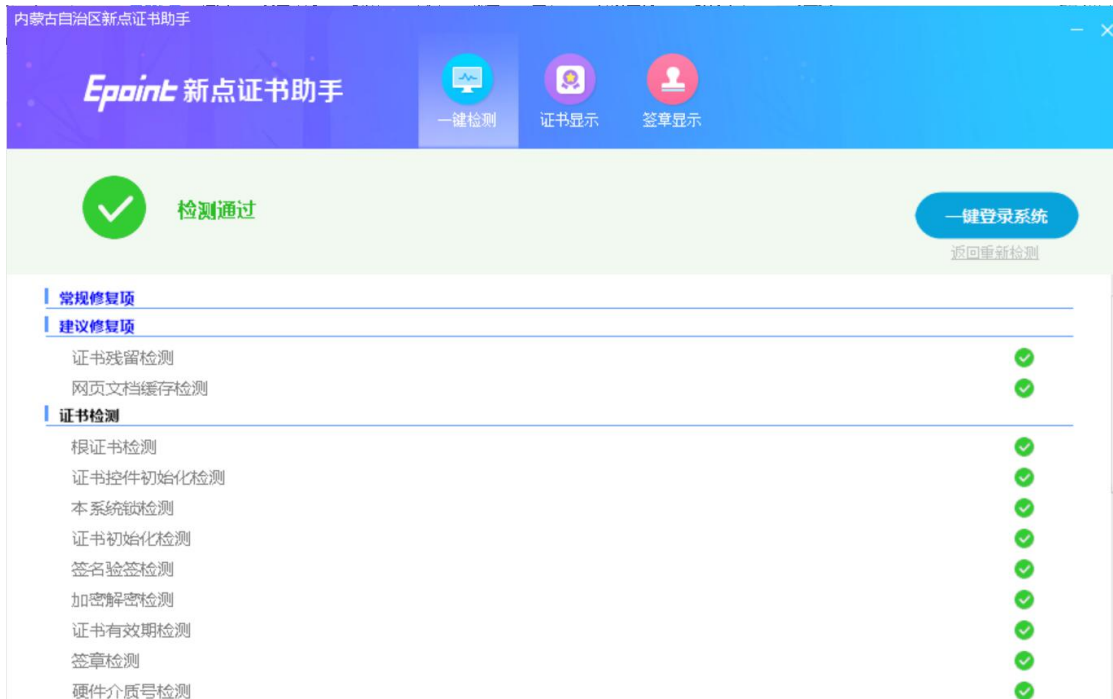 内蒙古自治区新点证书助手
Epoint 新点证书助手
一键检测 证书显示 签章显示
检测通过
一键登录系统
返回重新检测
常规修复项
建议修复项
证书残留检测
网页文档缓存检测
证书检测
根证书检测
证书控件初始化检测
本系统锁检测
证书初始化检测
签名验签检测
加密解密检测
证书有效期检测
签章检测
硬件介质号检测